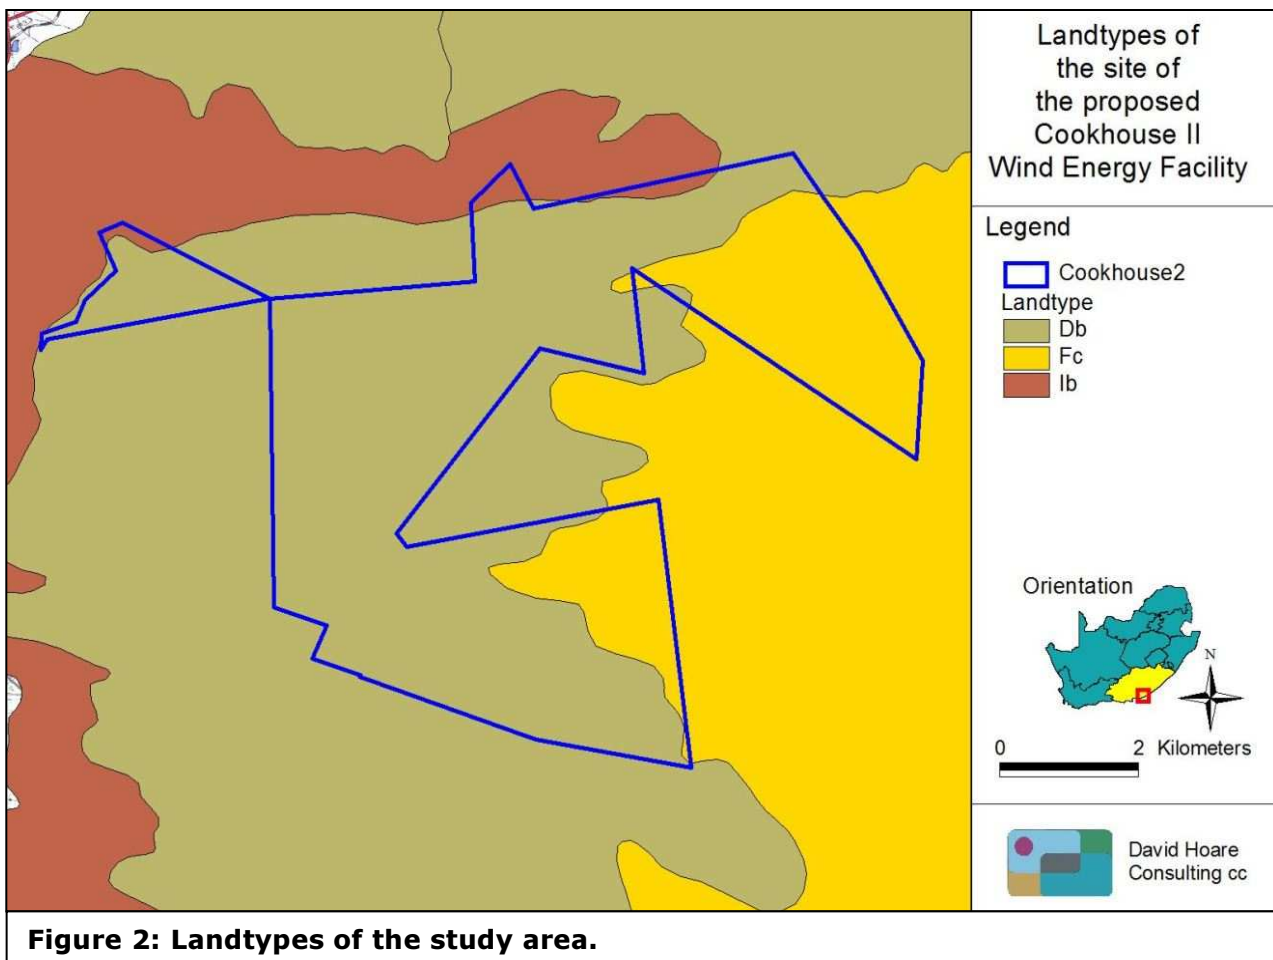 Landtypes of
the site of
the proposed
Cookhouse II
Wind Energy Facility
Legend
Cookhouse2
Landtype
Db
Fc
Ib
Orientation
N
0 2 Kilometers
David Hoare
Consulting cc
Figure 2: Landtypes of the study area.